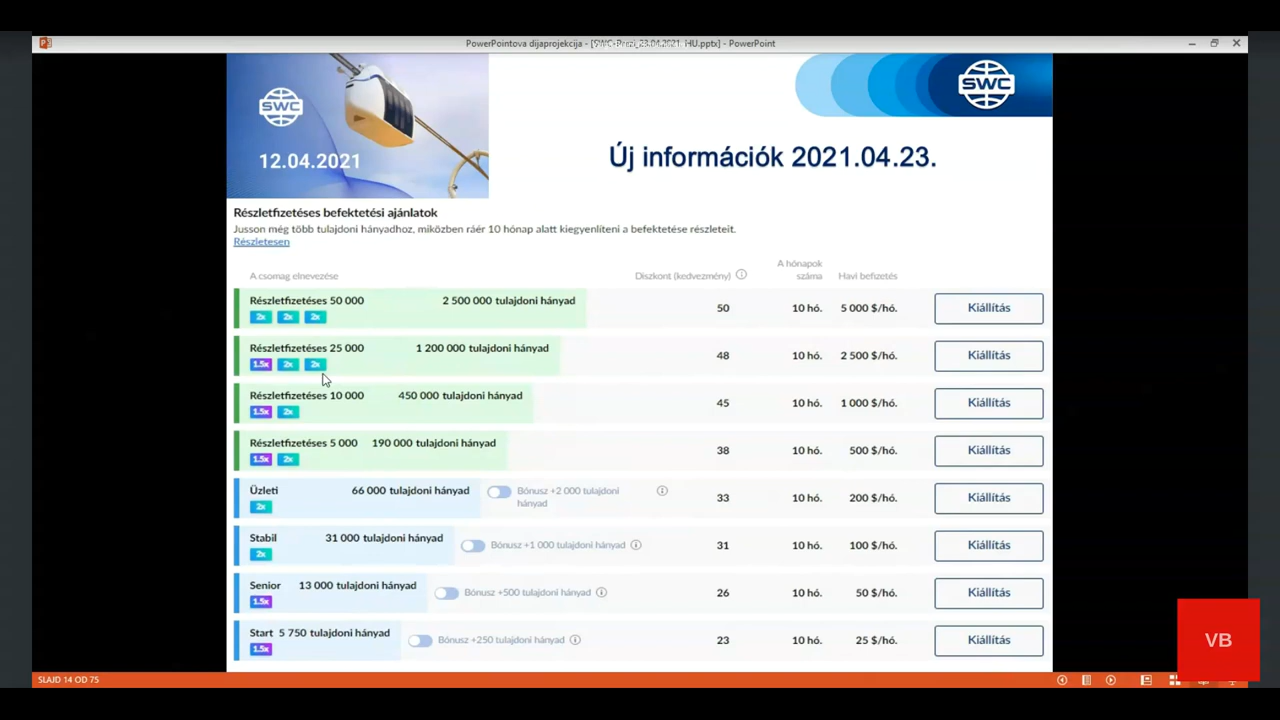 PowerPointova dijaprojekcija - [SWC-Prezi_23.04.2021. HU.pptx] - PowerPoint
SWC
12.04.2021
SWC
Új információk 2021.04.23.
Részletfizetéses befektetési ajánlatok
Jusson még több tulajdoni hányadhoz, miközben ráér 10 hónap alatt kiegyenlíteni a befektetése részleteit.
Részletesen
A csomag elnevezése Diszkont (kedvezmény) A hónapok száma Havi befizetés
Részletfizetéses 50 000 2 500 000 tulajdoni hányad 50 10 hó. 5 000 $/hó. Kiállítás
2x 2x 2x
Részletfizetéses 25 000 1 200 000 tulajdoni hányad 48 10 hó. 2 500 $/hó. Kiállítás
1.5x 2x 2x
Részletfizetéses 10 000 450 000 tulajdoni hányad 45 10 hó. 1 000 $/hó. Kiállítás
1.5x 2x
Részletfizetéses 5 000 190 000 tulajdoni hányad 38 10 hó. 500 $/hó. Kiállítás
1.5x 2x
Üzleti 66 000 tulajdoni hányad Bónusz +2 000 tulajdoni hányad 33 10 hó. 200 $/hó. Kiállítás
2x
Stabil 31 000 tulajdoni hányad Bónusz +1 000 tulajdoni hányad 31 10 hó. 100 $/hó. Kiállítás
2x
Senior 13 000 tulajdoni hányad Bónusz +500 tulajdoni hányad 26 10 hó. 50 $/hó. Kiállítás
1.5x
Start 5 750 tulajdoni hányad Bónusz +250 tulajdoni hányad 23 10 hó. 25 $/hó. Kiállítás
1.5x
VB
SLAJD 14 OD 75